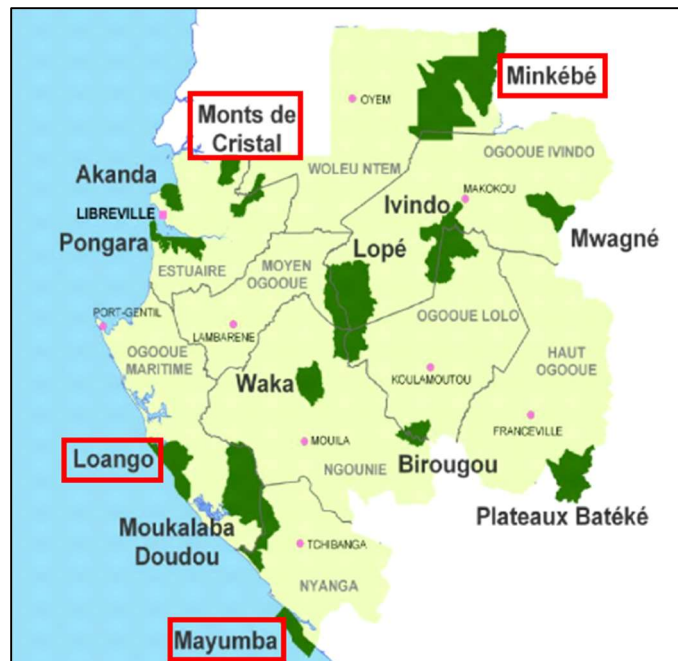 Minkébé
OYEM
Monts de
Cristal
OGOOUE IVINDO
WOLEU NTEM
Akanda
MAKOKOU
Ivindo
LIBREVILLE
Mwagné
Pongara
Lopé
ESTUAIRE
MOYEN
OGOOUE
PORT-GENTIL
LAMBARENE
OGOOUE LOLO
OGOOUE
MARITIME
HAUT
OGOOUE
Waka
KOULAMOUTOU
FRANCEVILLE
MOUILA
Loango
NGOUNIE
Birougou
Plateaux Batéké
Moukalaba
Doudou
TCHIBANGA
NYANGA
Mayumba